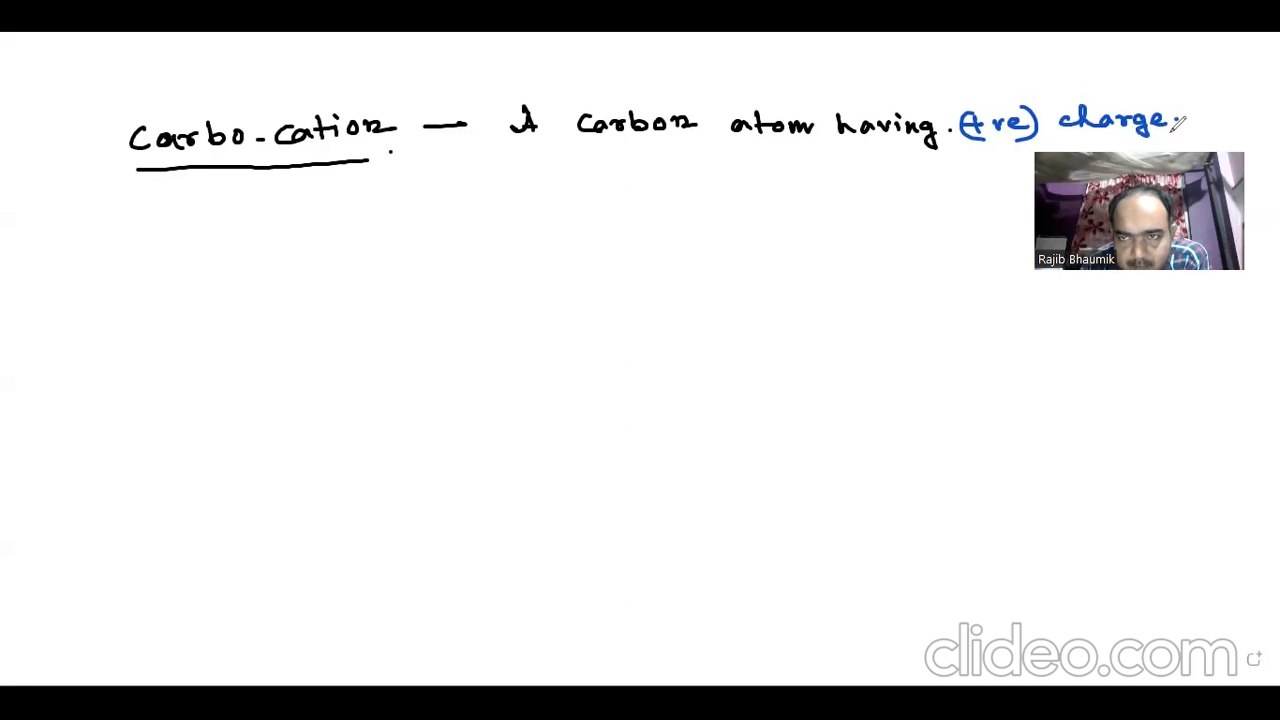 Carbo-cation — A carbon atom having (+ve) charge.
Rajib Bhaumik
clideo.com